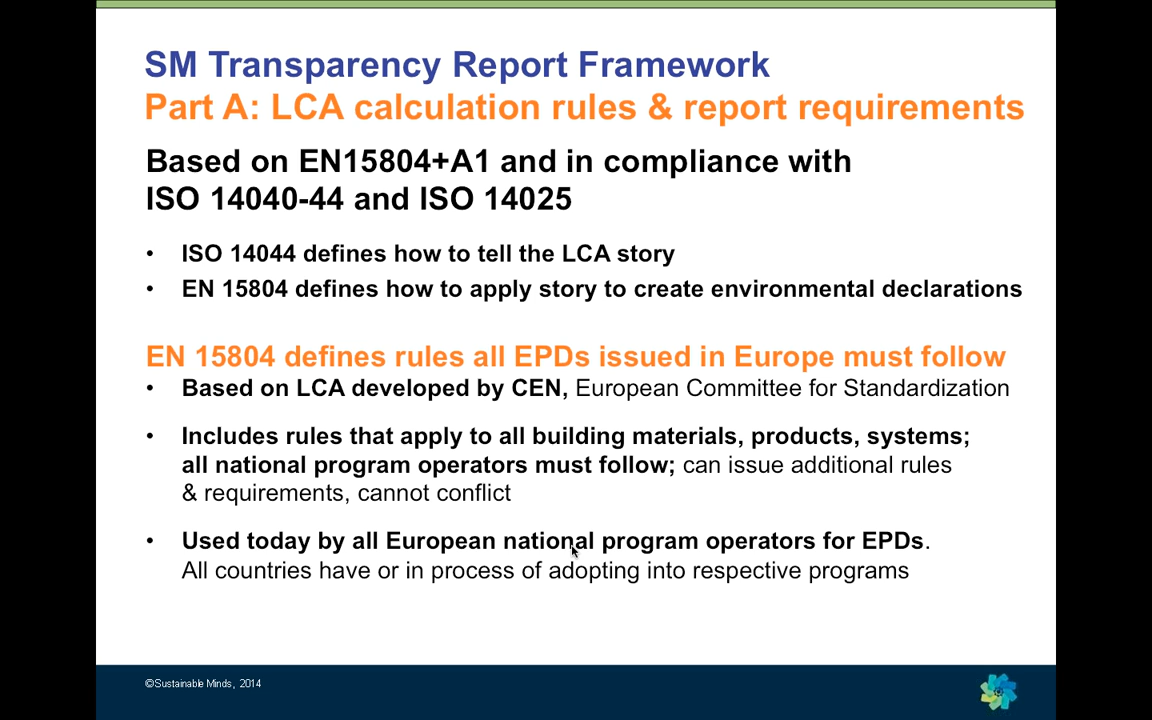 SM Transparency Report Framework
Part A: LCA calculation rules & report requirements
Based on EN15804+A1 and in compliance with
ISO 14040-44 and ISO 14025
• ISO 14044 defines how to tell the LCA story
• EN 15804 defines how to apply story to create environmental declarations
EN 15804 defines rules all EPDs issued in Europe must follow
• Based on LCA developed by CEN, European Committee for Standardization
• Includes rules that apply to all building materials, products, systems;
all national program operators must follow; can issue additional rules
& requirements, cannot conflict
• Used today by all European national program operators for EPDs.
All countries have or in process of adopting into respective programs
©Sustainable Minds, 2014